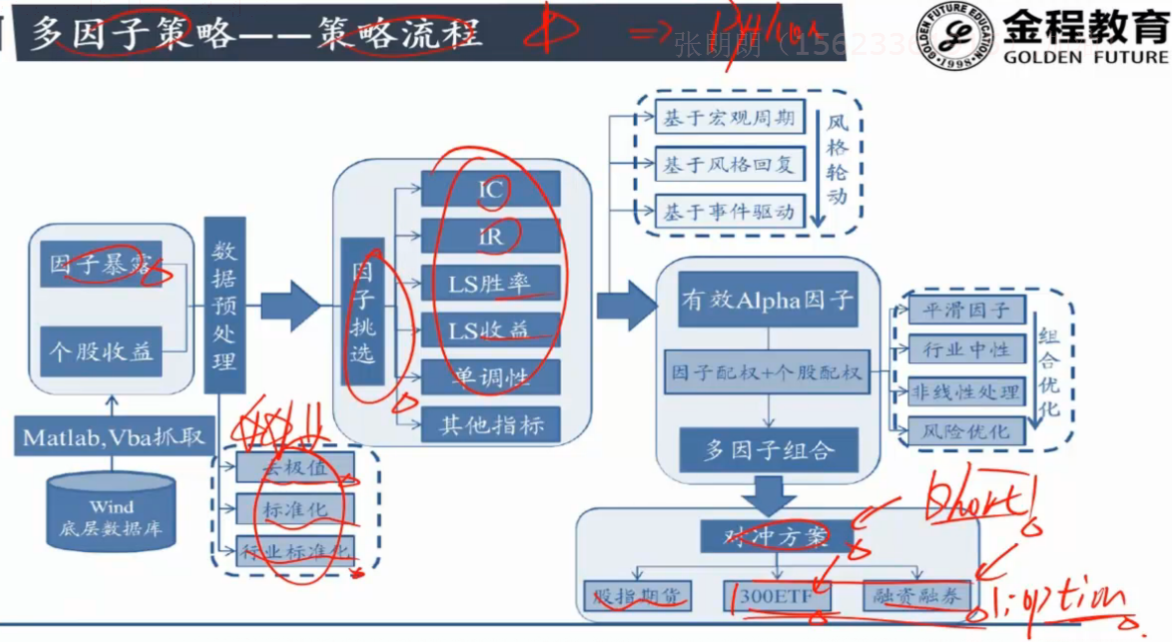 多因子策略——策略流程
金程教育
GOLDEN FUTURE
GOLDEN FUTURE EDUCATION
1998
张朗朗
基于宏观周期
基于风格回复
基于事件驱动
风格轮动
因子暴露
个股收益
数据预处理
因子挑选
IC
IR
LS胜率
LS收益
单调性
其他指标
有效Alpha因子
因子配权+个股配权
多因子组合
平滑因子
行业中性
非线性处理
风险优化
组合优化
Matlab,Vba抓取
Wind
底层数据库
去极值
标准化
行业标准化
对冲方案
股指期货
300ETF
融资融券
short
option